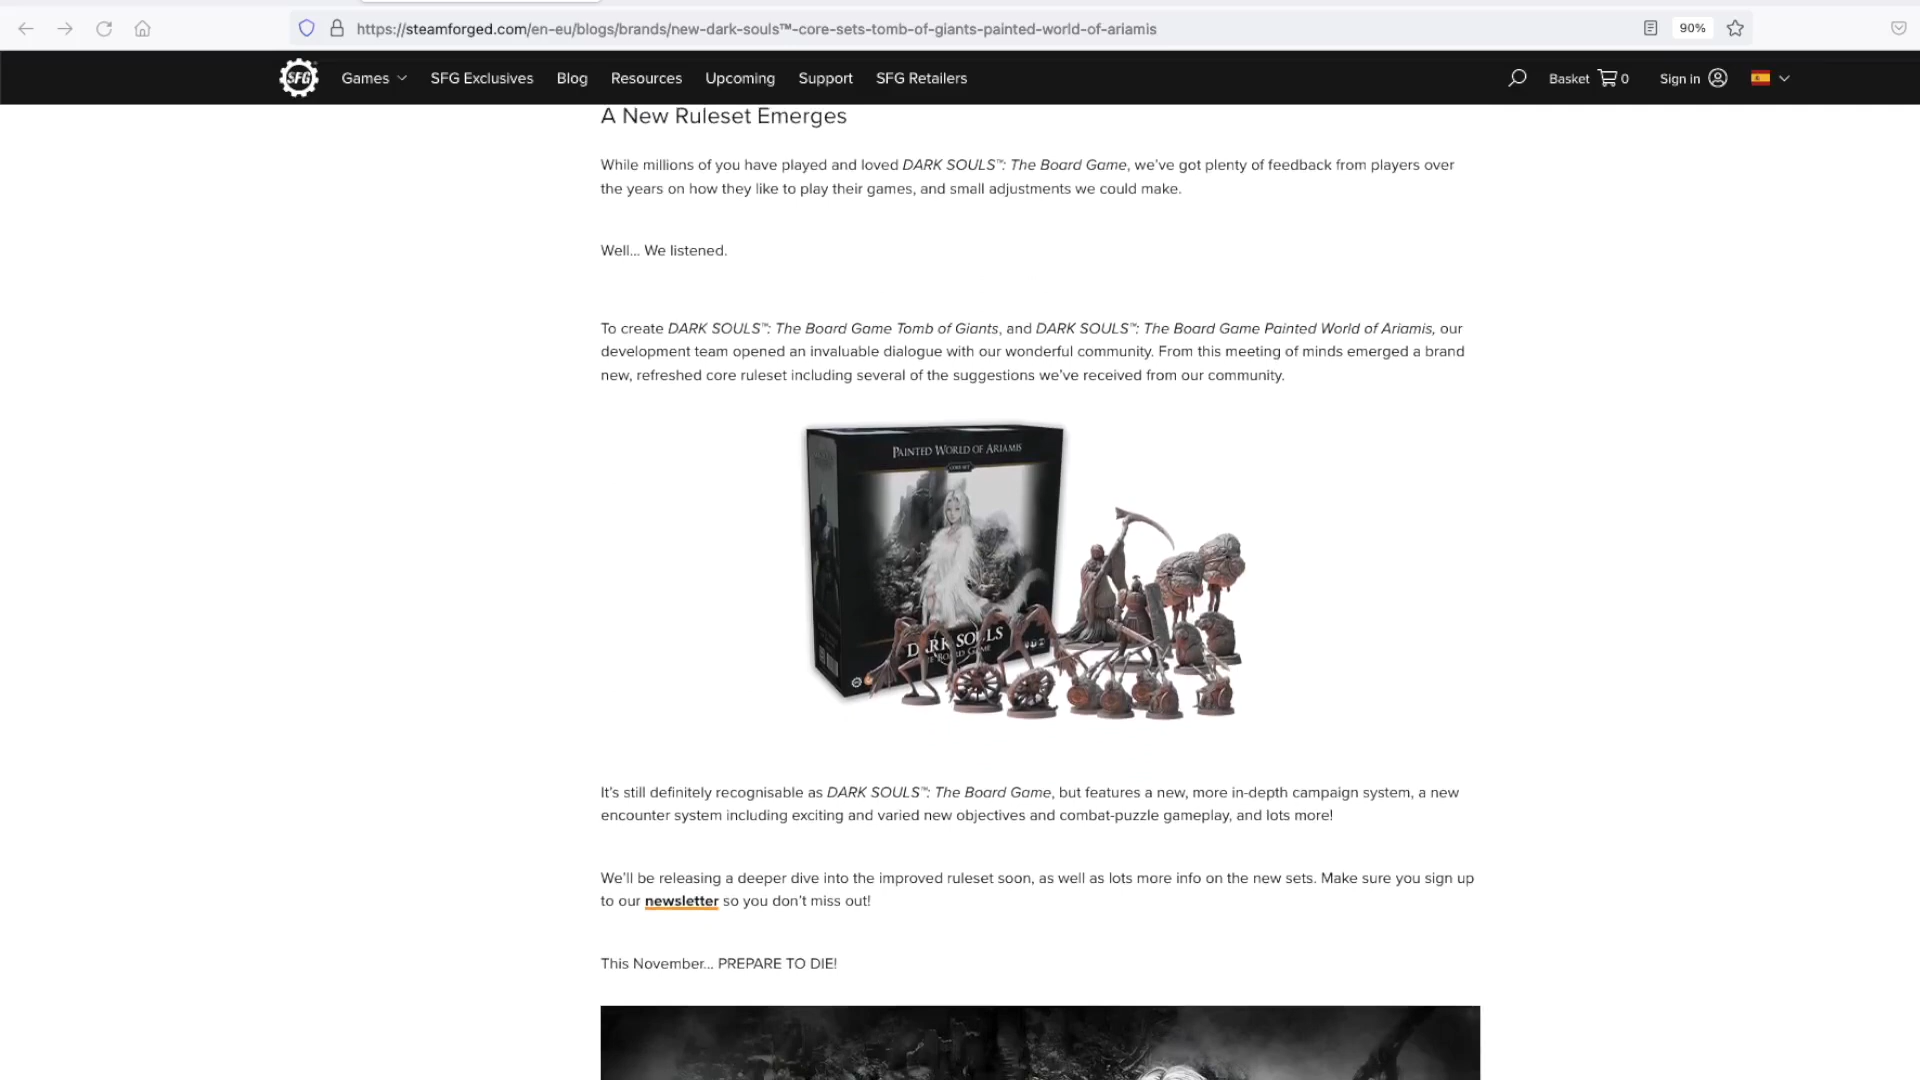 https://steamforged.com/en-eu/blogs/brands/new-dark-souls™-core-sets-tomb-of-giants-painted-world-of-ariamis
90%
SFG
Games
SFG Exclusives
Blog
Resources
Upcoming
Support
SFG Retailers
Basket 0
Sign in
A New Ruleset Emerges
While millions of you have played and loved DARK SOULS™: The Board Game, we’ve got plenty of feedback from players over
the years on how they like to play their games, and small adjustments we could make.
Well... We listened.
To create DARK SOULS™: The Board Game Tomb of Giants, and DARK SOULS™: The Board Game Painted World of Ariamis, our
development team opened an invaluable dialogue with our wonderful community. From this meeting of minds emerged a brand
new, refreshed core ruleset including several of the suggestions we’ve received from our community.
PAINTED WORLD OF ARIAMIS
CORE SET
DARK SOULS
THE BOARD GAME
It’s still definitely recognisable as DARK SOULS™: The Board Game, but features a new, more in-depth campaign system, a new
encounter system including exciting and varied new objectives and combat-puzzle gameplay, and lots more!
We’ll be releasing a deeper dive into the improved ruleset soon, as well as lots more info on the new sets. Make sure you sign up
to our newsletter so you don’t miss out!
This November... PREPARE TO DIE!